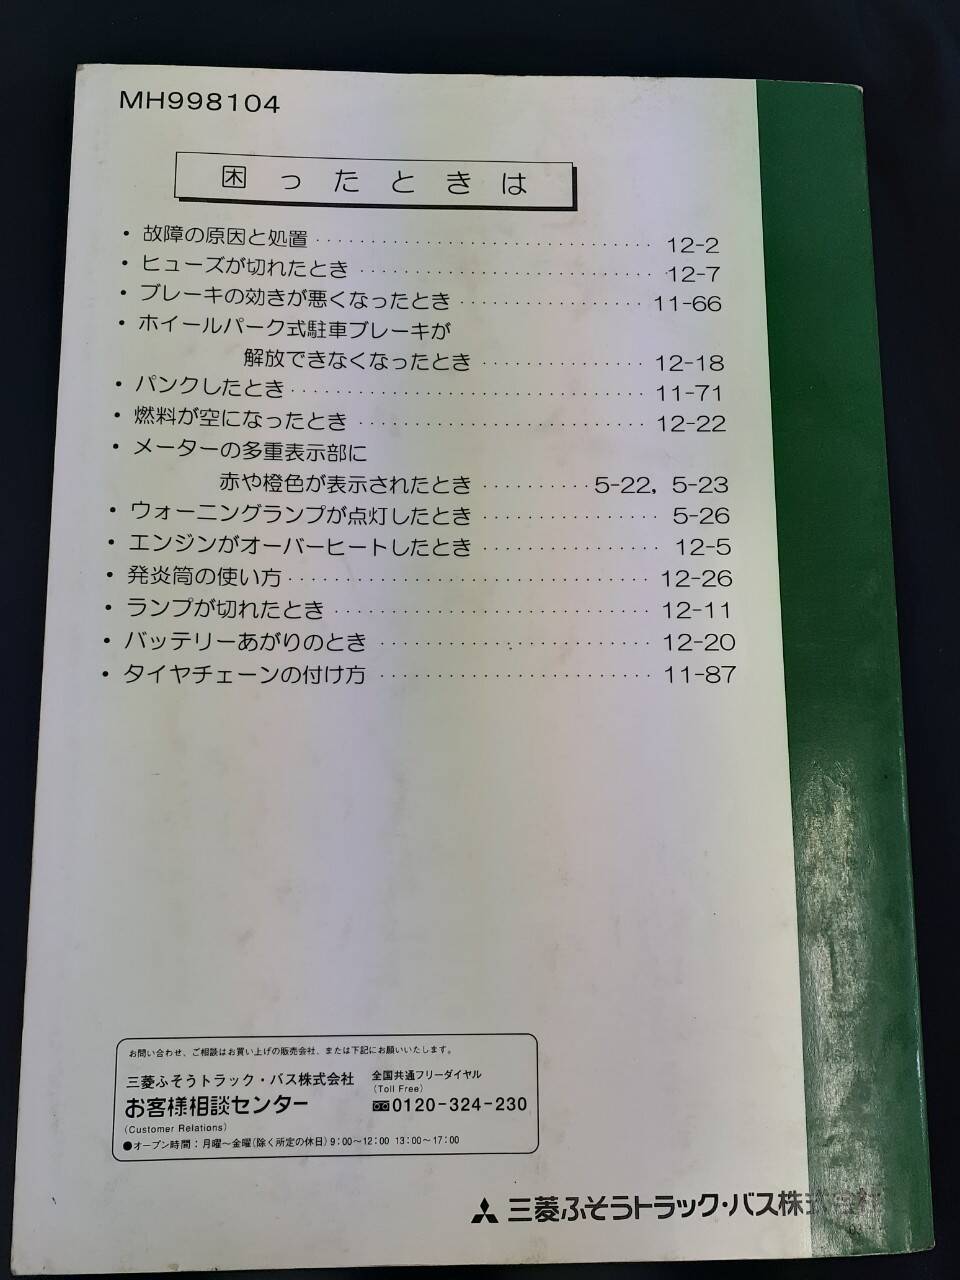 MH998104
困ったときは
・故障の原因と処置 ‥‥‥‥‥‥‥‥‥‥‥‥‥‥‥ 12-2
・ヒューズが切れたとき ‥‥‥‥‥‥‥‥‥‥‥‥‥ 12-7
・ブレーキの効きが悪くなったとき ‥‥‥‥‥‥‥‥ 11-66
・ホイールパーク式駐車ブレーキが
解放できなくなったとき ‥‥‥‥‥‥‥ 12-18
・パンクしたとき ‥‥‥‥‥‥‥‥‥‥‥‥‥‥‥‥ 11-71
・燃料が空になったとき ‥‥‥‥‥‥‥‥‥‥‥‥‥ 12-22
・メーターの多重表示部に
赤や橙色が表示されたとき ‥‥‥‥‥ 5-22, 5-23
・ウォーニングランプが点灯したとき ‥‥‥‥‥‥‥ 5-26
・エンジンがオーバーヒートしたとき ‥‥‥‥‥‥‥ 12-5
・発炎筒の使い方 ‥‥‥‥‥‥‥‥‥‥‥‥‥‥‥‥ 12-26
・ランプが切れたとき ‥‥‥‥‥‥‥‥‥‥‥‥‥‥ 12-11
・バッテリーあがりのとき ‥‥‥‥‥‥‥‥‥‥‥‥ 12-20
・タイヤチェーンの付け方 ‥‥‥‥‥‥‥‥‥‥‥‥ 11-87
お問い合わせ、ご相談はお買い上げの販売会社、または下記にお願いいたします。
三菱ふそうトラック・バス株式会社 全国共通フリーダイヤル
(Toll Free)
お客様相談センター 0120-324-230
(Customer Relations)
●オープン時間：月曜～金曜(除く所定の休日) 9:00～12:00 13:00～17:00
三菱ふそうトラック・バス株式会社